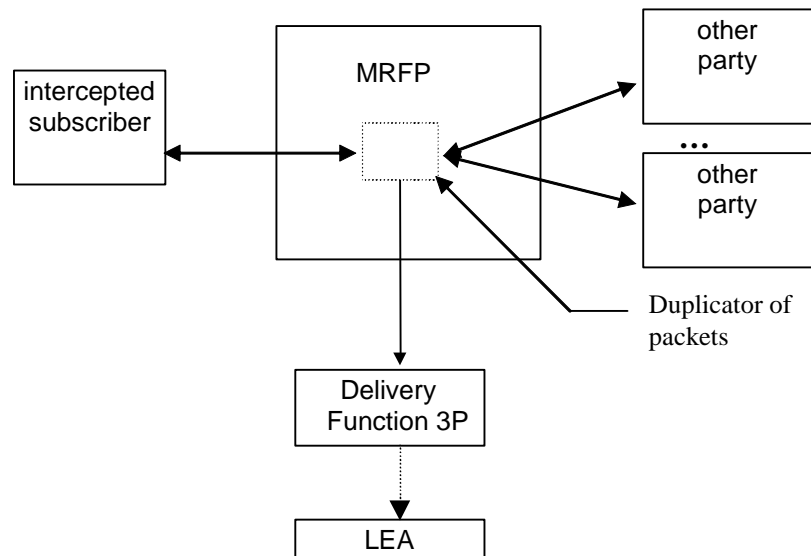 intercepted
subscriber
MRFP
other
party
...
other
party
Duplicator of
packets
Delivery
Function 3P
LEA